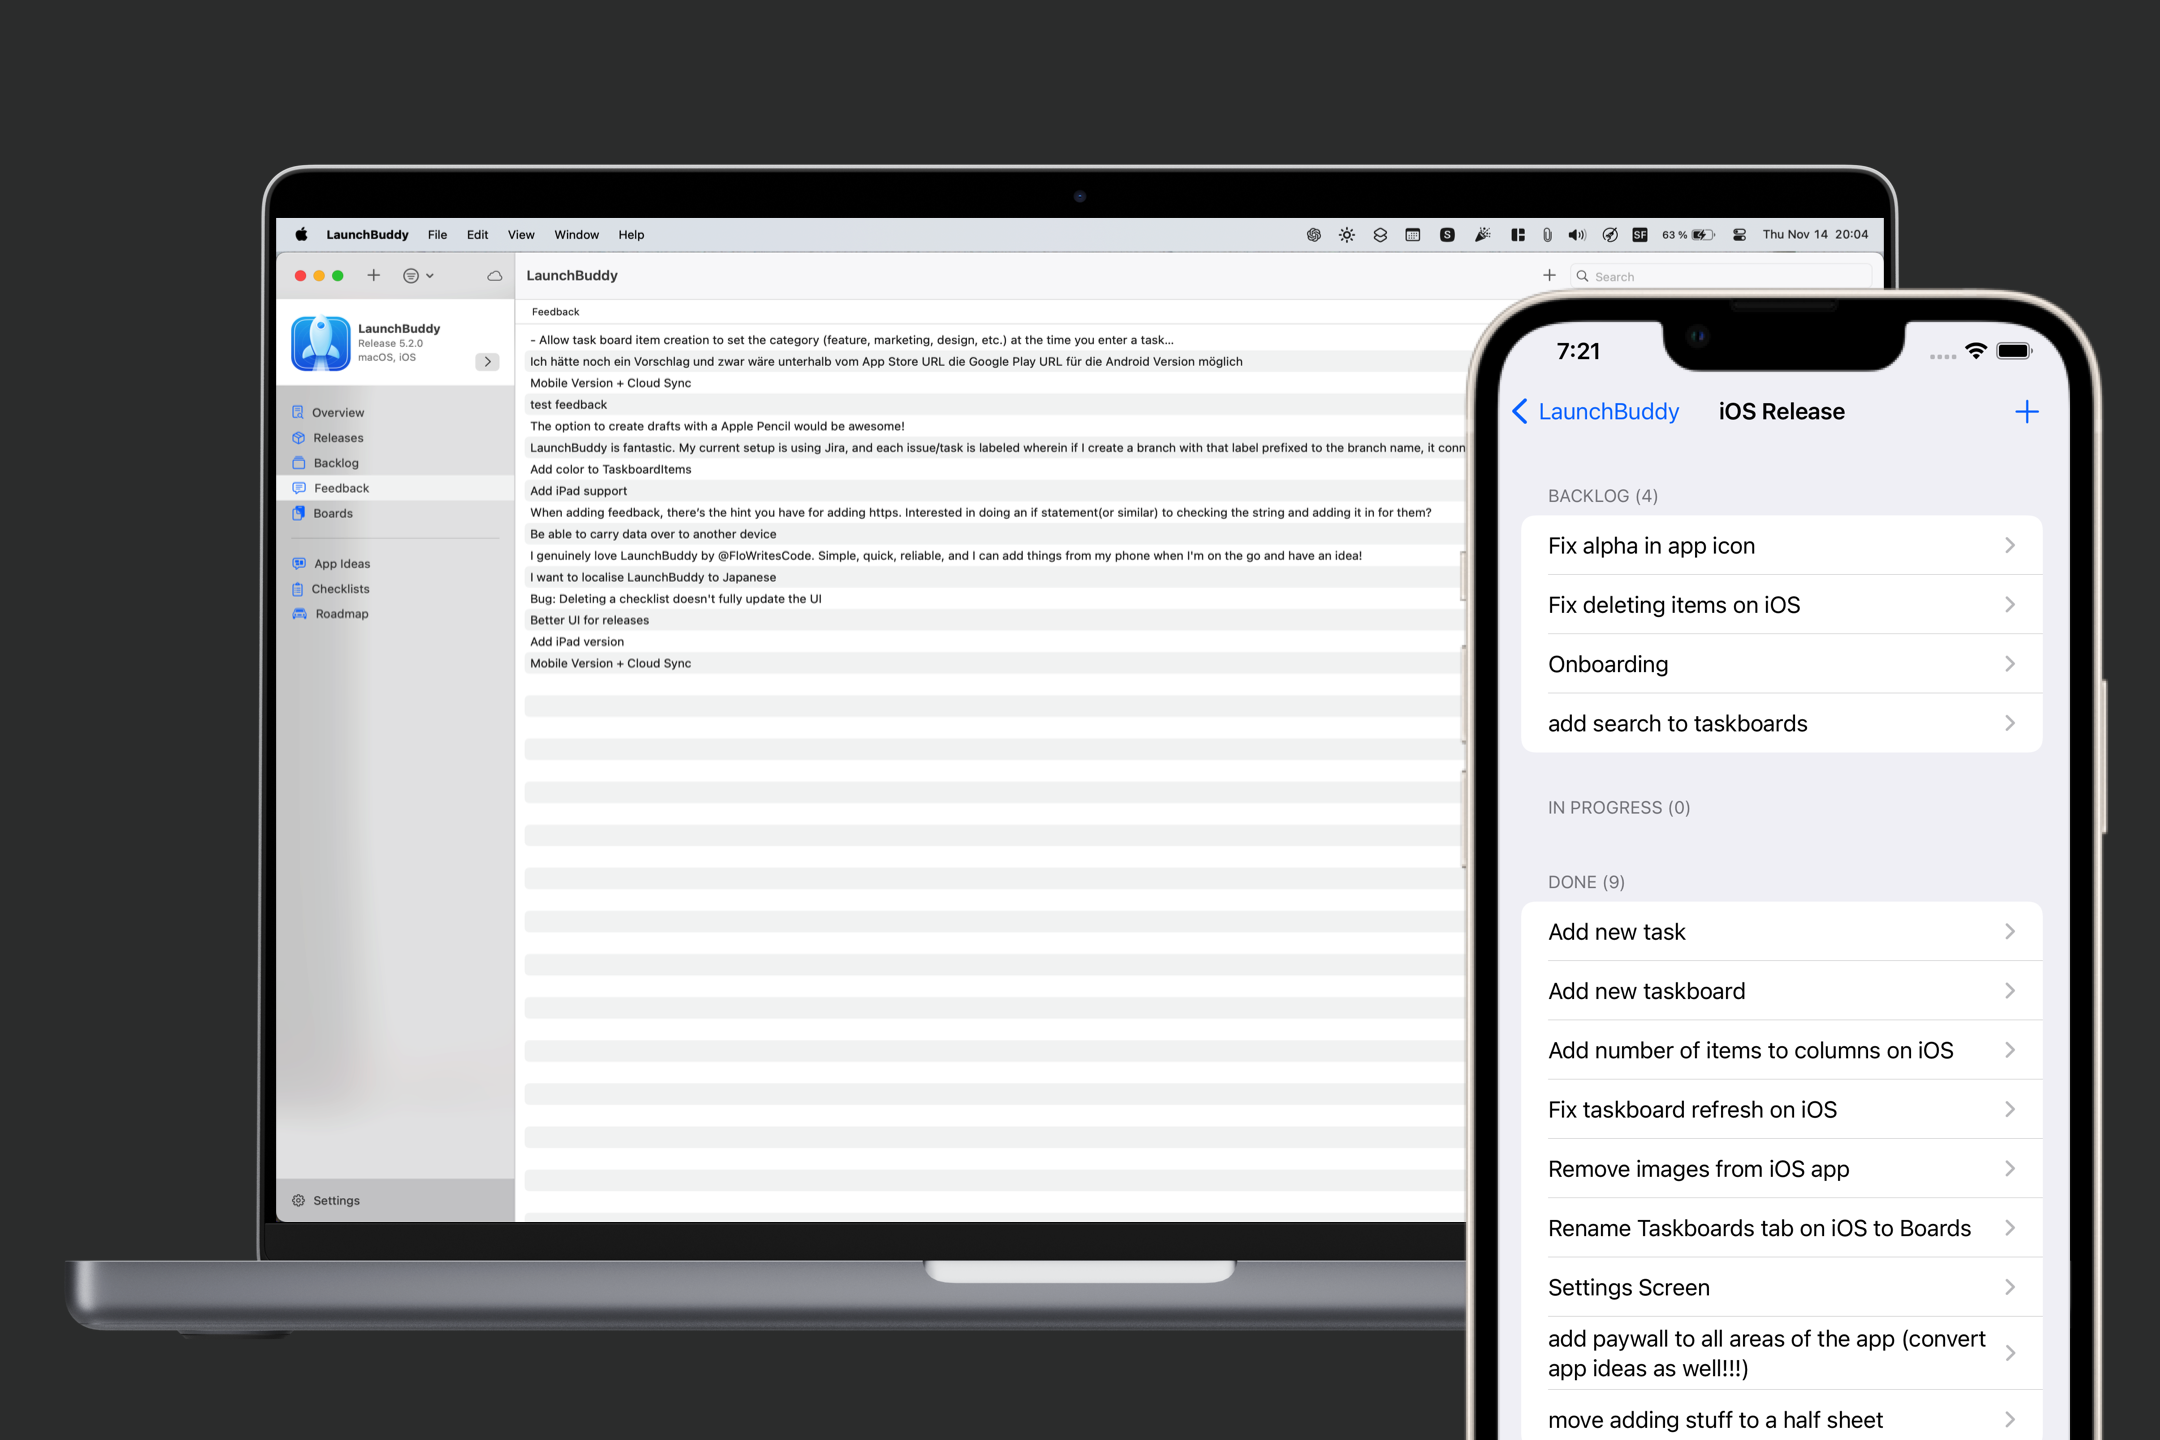 LaunchBuddy File Edit View Window Help
S
SF
63 %
Thu Nov 14 20:04
LaunchBuddy
Search
LaunchBuddy
Release 5.2.0
macOS, iOS
Overview
Releases
Backlog
Feedback
Boards
App Ideas
Checklists
Roadmap
Settings
Feedback
- Allow task board item creation to set the category (feature, marketing, design, etc.) at the time you enter a task...
Ich hätte noch ein Vorschlag und zwar wäre unterhalb vom App Store URL die Google Play URL für die Android Version möglich
Mobile Version + Cloud Sync
test feedback
The option to create drafts with a Apple Pencil would be awesome!
LaunchBuddy is fantastic. My current setup is using Jira, and each issue/task is labeled wherein if I create a branch with that label prefixed to the branch name, it conn
Add color to TaskboardItems
Add iPad support
When adding feedback, there's the hint you have for adding https. Interested in doing an if statement(or similar) to checking the string and adding it in for them?
Be able to carry data over to another device
I genuinely love LaunchBuddy by @FloWritesCode. Simple, quick, reliable, and I can add things from my phone when I'm on the go and have an idea!
I want to localise LaunchBuddy to Japanese
Bug: Deleting a checklist doesn't fully update the UI
Better UI for releases
Add iPad version
Mobile Version + Cloud Sync
7:21
LaunchBuddy
iOS Release
BACKLOG (4)
Fix alpha in app icon
Fix deleting items on iOS
Onboarding
add search to taskboards
IN PROGRESS (0)
DONE (9)
Add new task
Add new taskboard
Add number of items to columns on iOS
Fix taskboard refresh on iOS
Remove images from iOS app
Rename Taskboards tab on iOS to Boards
Settings Screen
add paywall to all areas of the app (convert
app ideas as well!!!)
move adding stuff to a half sheet